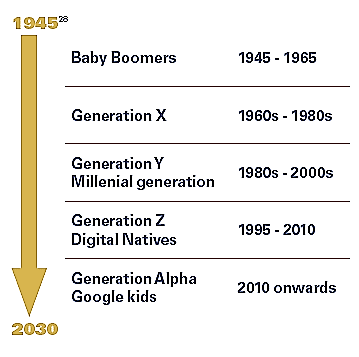 1945²⁸
Baby Boomers 1945 - 1965
Generation X 1960s - 1980s
Generation Y
Millenial generation 1980s - 2000s
Generation Z
Digital Natives 1995 - 2010
Generation Alpha
Google kids 2010 onwards
2030